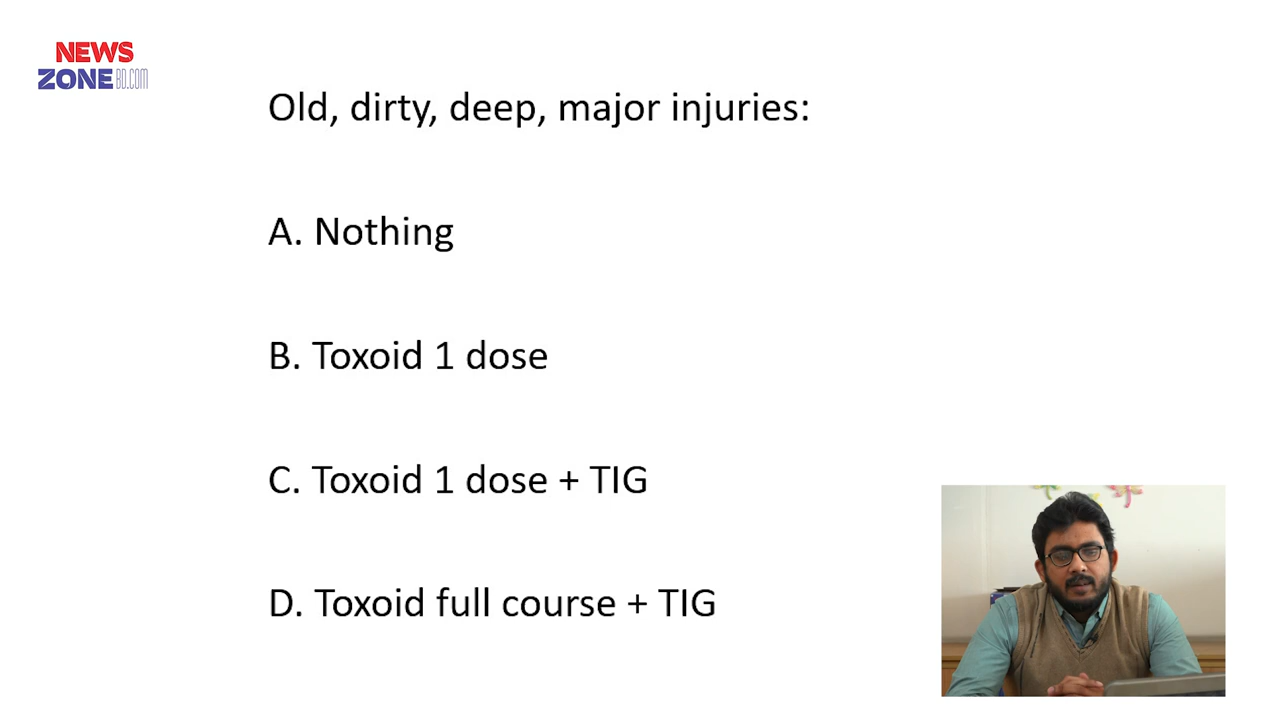 NEWS
ZONEBD.COM
Old, dirty, deep, major injuries:
A. Nothing
B. Toxoid 1 dose
C. Toxoid 1 dose + TIG
D. Toxoid full course + TIG